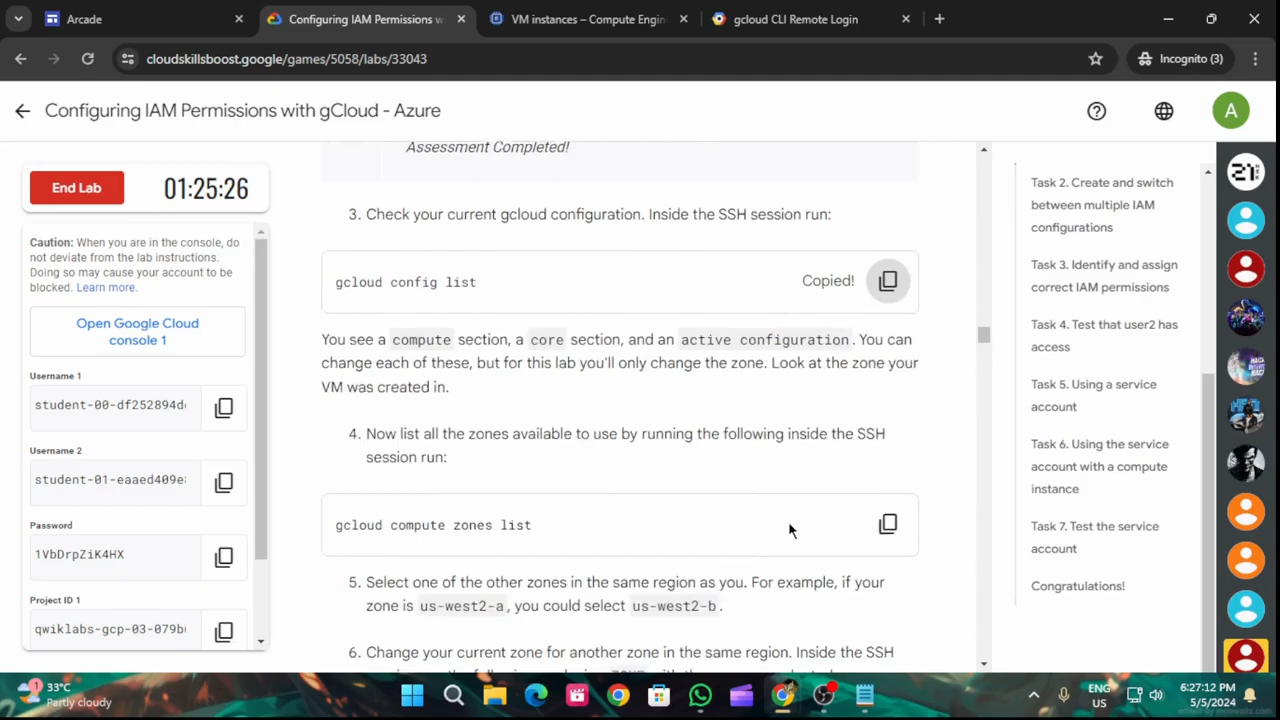 Arcade
Configuring IAM Permissions w
VM instances – Compute Engin
gcloud CLI Remote Login
cloudskillsboost.google/games/5058/labs/33043
Incognito (3)
Configuring IAM Permissions with gCloud - Azure
A
End Lab
01:25:26
Caution: When you are in the console, do
not deviate from the lab instructions.
Doing so may cause your account to be
blocked. Learn more.
Open Google Cloud
console 1
Username 1
student-00-df252894d
Username 2
student-01-eaaed409e
Password
1VbDrpZiK4HX
Project ID 1
qwiklabs-gcp-03-079b
Assessment Completed!
3. Check your current gcloud configuration. Inside the SSH session run:
gcloud config list
Copied!
You see a compute section, a core section, and an active configuration. You can
change each of these, but for this lab you'll only change the zone. Look at the zone your
VM was created in.
4. Now list all the zones available to use by running the following inside the SSH
session run:
gcloud compute zones list
5. Select one of the other zones in the same region as you. For example, if your
zone is us-west2-a, you could select us-west2-b.
6. Change your current zone for another zone in the same region. Inside the SSH
Task 2. Create and switch
between multiple IAM
configurations
Task 3. Identify and assign
correct IAM permissions
Task 4. Test that user2 has
access
Task 5. Using a service
account
Task 6. Using the service
account with a compute
instance
Task 7. Test the service
account
Congratulations!
21
1
33°C
Partly cloudy
ENG
US
6:27:12 PM
5/5/2024